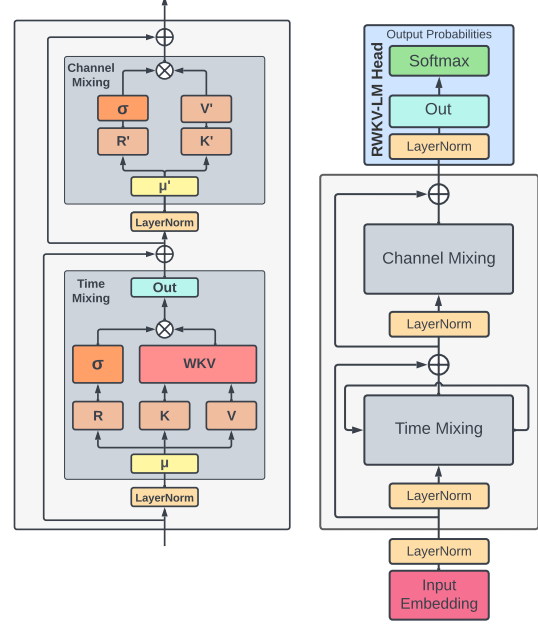 Channel
Mixing
σ
V'
R'
K'
μ'
LayerNorm
Time
Mixing
Out
σ
WKV
R
K
V
μ
LayerNorm
RWKV-LM Head
Output Probabilities
Softmax
Out
LayerNorm
Channel Mixing
LayerNorm
Time Mixing
LayerNorm
LayerNorm
Input
Embedding